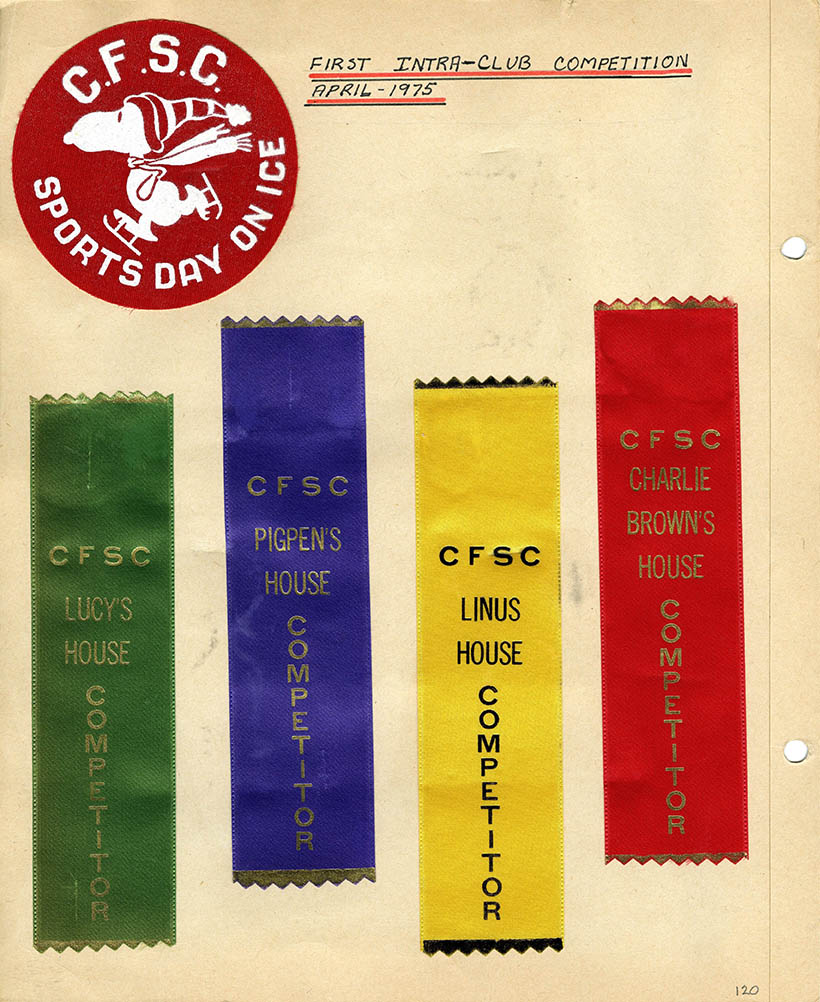 C.F.S.C.
SPORTS DAY ON ICE
FIRST INTRA-CLUB COMPETITION
APRIL-1975
CFSC
LUCY'S
HOUSE
COMPETITOR
CFSC
PIGPEN'S
HOUSE
COMPETITOR
CFSC
LINUS
HOUSE
COMPETITOR
CFSC
CHARLIE
BROWN'S
HOUSE
COMPETITOR
120